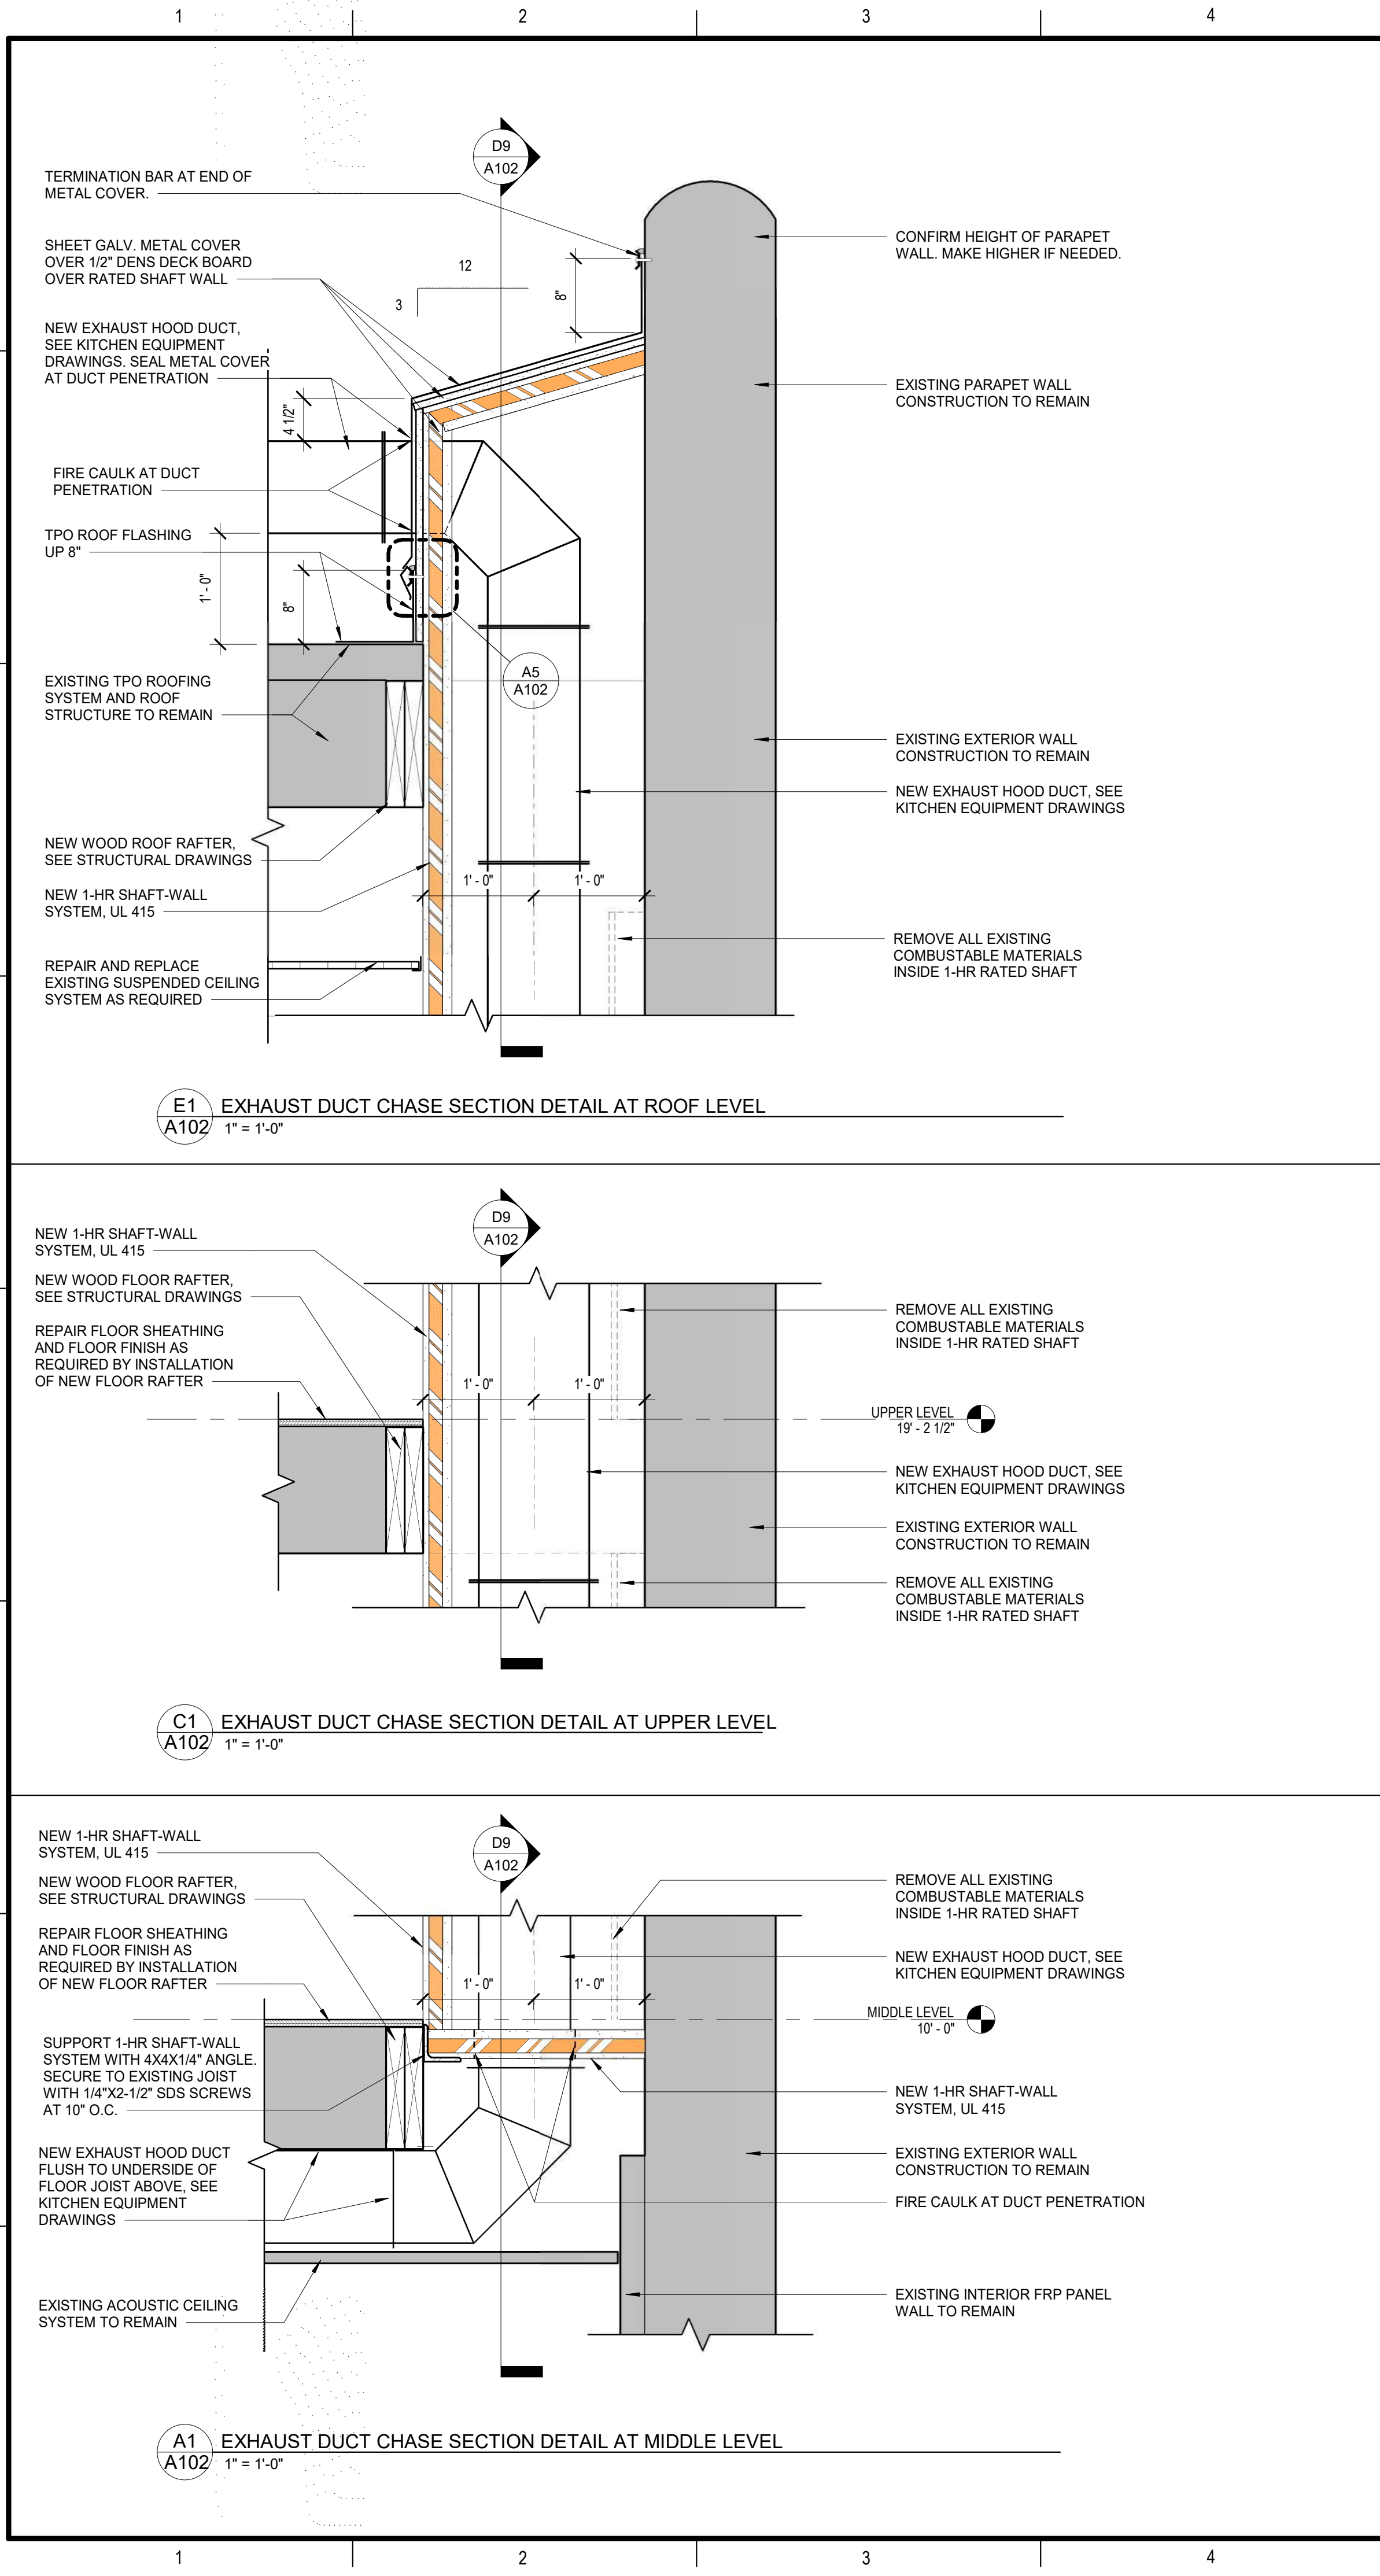 1 2 3 4
D9
A102
TERMINATION BAR AT END OF
METAL COVER.
SHEET GALV. METAL COVER
OVER 1/2" DENS DECK BOARD
OVER RATED SHAFT WALL
12
3
8"
CONFIRM HEIGHT OF PARAPET
WALL. MAKE HIGHER IF NEEDED.
NEW EXHAUST HOOD DUCT,
SEE KITCHEN EQUIPMENT
DRAWINGS. SEAL METAL COVER
AT DUCT PENETRATION
EXISTING PARAPET WALL
CONSTRUCTION TO REMAIN
4 1/2"
FIRE CAULK AT DUCT
PENETRATION
TPO ROOF FLASHING
UP 8"
1' - 0"
8"
A5
A102
EXISTING TPO ROOFING
SYSTEM AND ROOF
STRUCTURE TO REMAIN
EXISTING EXTERIOR WALL
CONSTRUCTION TO REMAIN
NEW EXHAUST HOOD DUCT, SEE
KITCHEN EQUIPMENT DRAWINGS
NEW WOOD ROOF RAFTER,
SEE STRUCTURAL DRAWINGS
NEW 1-HR SHAFT-WALL
SYSTEM, UL 415
1' - 0" 1' - 0"
REMOVE ALL EXISTING
COMBUSTABLE MATERIALS
INSIDE 1-HR RATED SHAFT
REPAIR AND REPLACE
EXISTING SUSPENDED CEILING
SYSTEM AS REQUIRED
E1
A102
EXHAUST DUCT CHASE SECTION DETAIL AT ROOF LEVEL
1" = 1'-0"
D9
A102
NEW 1-HR SHAFT-WALL
SYSTEM, UL 415
NEW WOOD FLOOR RAFTER,
SEE STRUCTURAL DRAWINGS
REPAIR FLOOR SHEATHING
AND FLOOR FINISH AS
REQUIRED BY INSTALLATION
OF NEW FLOOR RAFTER
1' - 0" 1' - 0"
REMOVE ALL EXISTING
COMBUSTABLE MATERIALS
INSIDE 1-HR RATED SHAFT
UPPER LEVEL
19' - 2 1/2"
NEW EXHAUST HOOD DUCT, SEE
KITCHEN EQUIPMENT DRAWINGS
EXISTING EXTERIOR WALL
CONSTRUCTION TO REMAIN
REMOVE ALL EXISTING
COMBUSTABLE MATERIALS
INSIDE 1-HR RATED SHAFT
C1
A102
EXHAUST DUCT CHASE SECTION DETAIL AT UPPER LEVEL
1" = 1'-0"
D9
A102
NEW 1-HR SHAFT-WALL
SYSTEM, UL 415
NEW WOOD FLOOR RAFTER,
SEE STRUCTURAL DRAWINGS
REPAIR FLOOR SHEATHING
AND FLOOR FINISH AS
REQUIRED BY INSTALLATION
OF NEW FLOOR RAFTER
SUPPORT 1-HR SHAFT-WALL
SYSTEM WITH 4X4X1/4" ANGLE.
SECURE TO EXISTING JOIST
WITH 1/4"X2-1/2" SDS SCREWS
AT 10" O.C.
NEW EXHAUST HOOD DUCT
FLUSH TO UNDERSIDE OF
FLOOR JOIST ABOVE, SEE
KITCHEN EQUIPMENT
DRAWINGS
EXISTING ACOUSTIC CEILING
SYSTEM TO REMAIN
1' - 0" 1' - 0"
REMOVE ALL EXISTING
COMBUSTABLE MATERIALS
INSIDE 1-HR RATED SHAFT
NEW EXHAUST HOOD DUCT, SEE
KITCHEN EQUIPMENT DRAWINGS
MIDDLE LEVEL
10' - 0"
NEW 1-HR SHAFT-WALL
SYSTEM, UL 415
EXISTING EXTERIOR WALL
CONSTRUCTION TO REMAIN
FIRE CAULK AT DUCT PENETRATION
EXISTING INTERIOR FRP PANEL
WALL TO REMAIN
A1
A102
EXHAUST DUCT CHASE SECTION DETAIL AT MIDDLE LEVEL
1" = 1'-0"
1 2 3 4